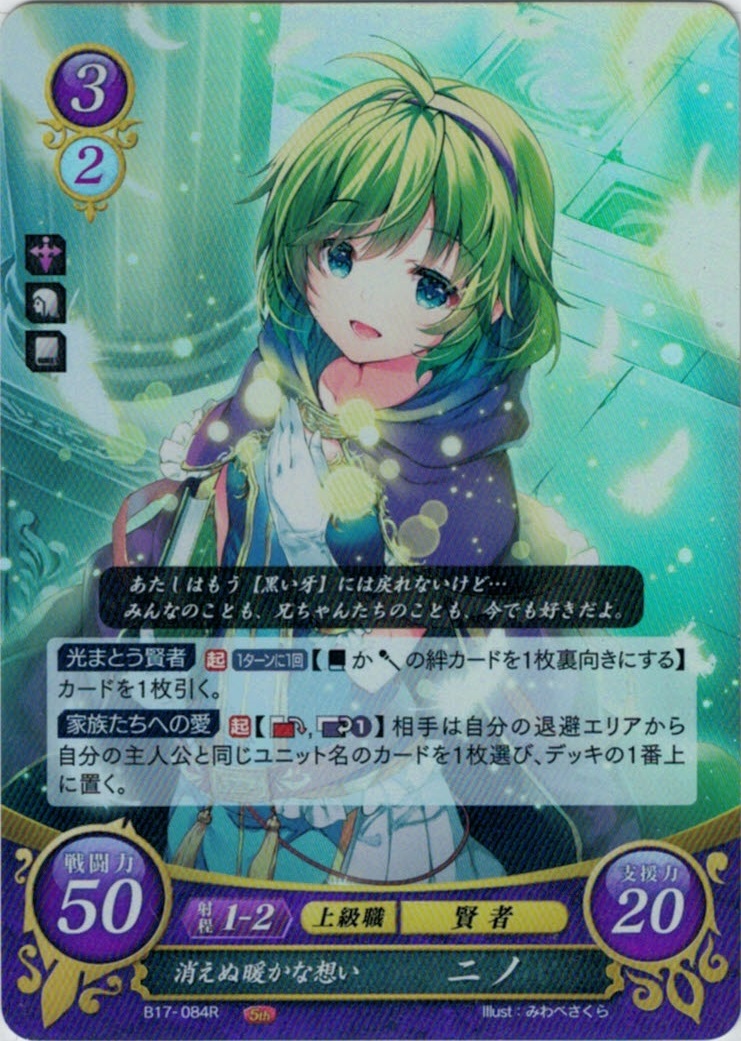 3
2
あたしはもう【黒い牙】には戻れないけど…
みんなのことも、兄ちゃんたちのことも、今でも好きだよ。
光まとう賢者 起 1ターンに1回【 か の絆カードを1枚裏向きにする】
カードを1枚引く。
家族たちへの愛 起【 , 1】相手は自分の退避エリアから
自分の主人公と同じユニット名のカードを1枚選び、デッキの1番上
に置く。
戦闘力
50
射程 1-2 上級職 賢者
支援力
20
消えぬ暖かな想い ニノ
B17-084R 5th Illust：みわべさくら